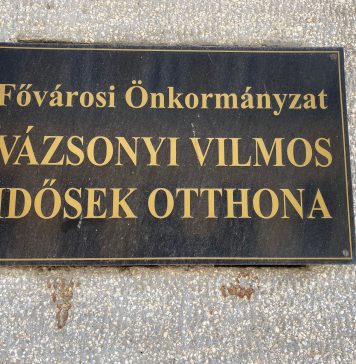 Fővárosi Önkormányzat
VÁZSONYI VILMOS
IDŐSEK OTTHONA